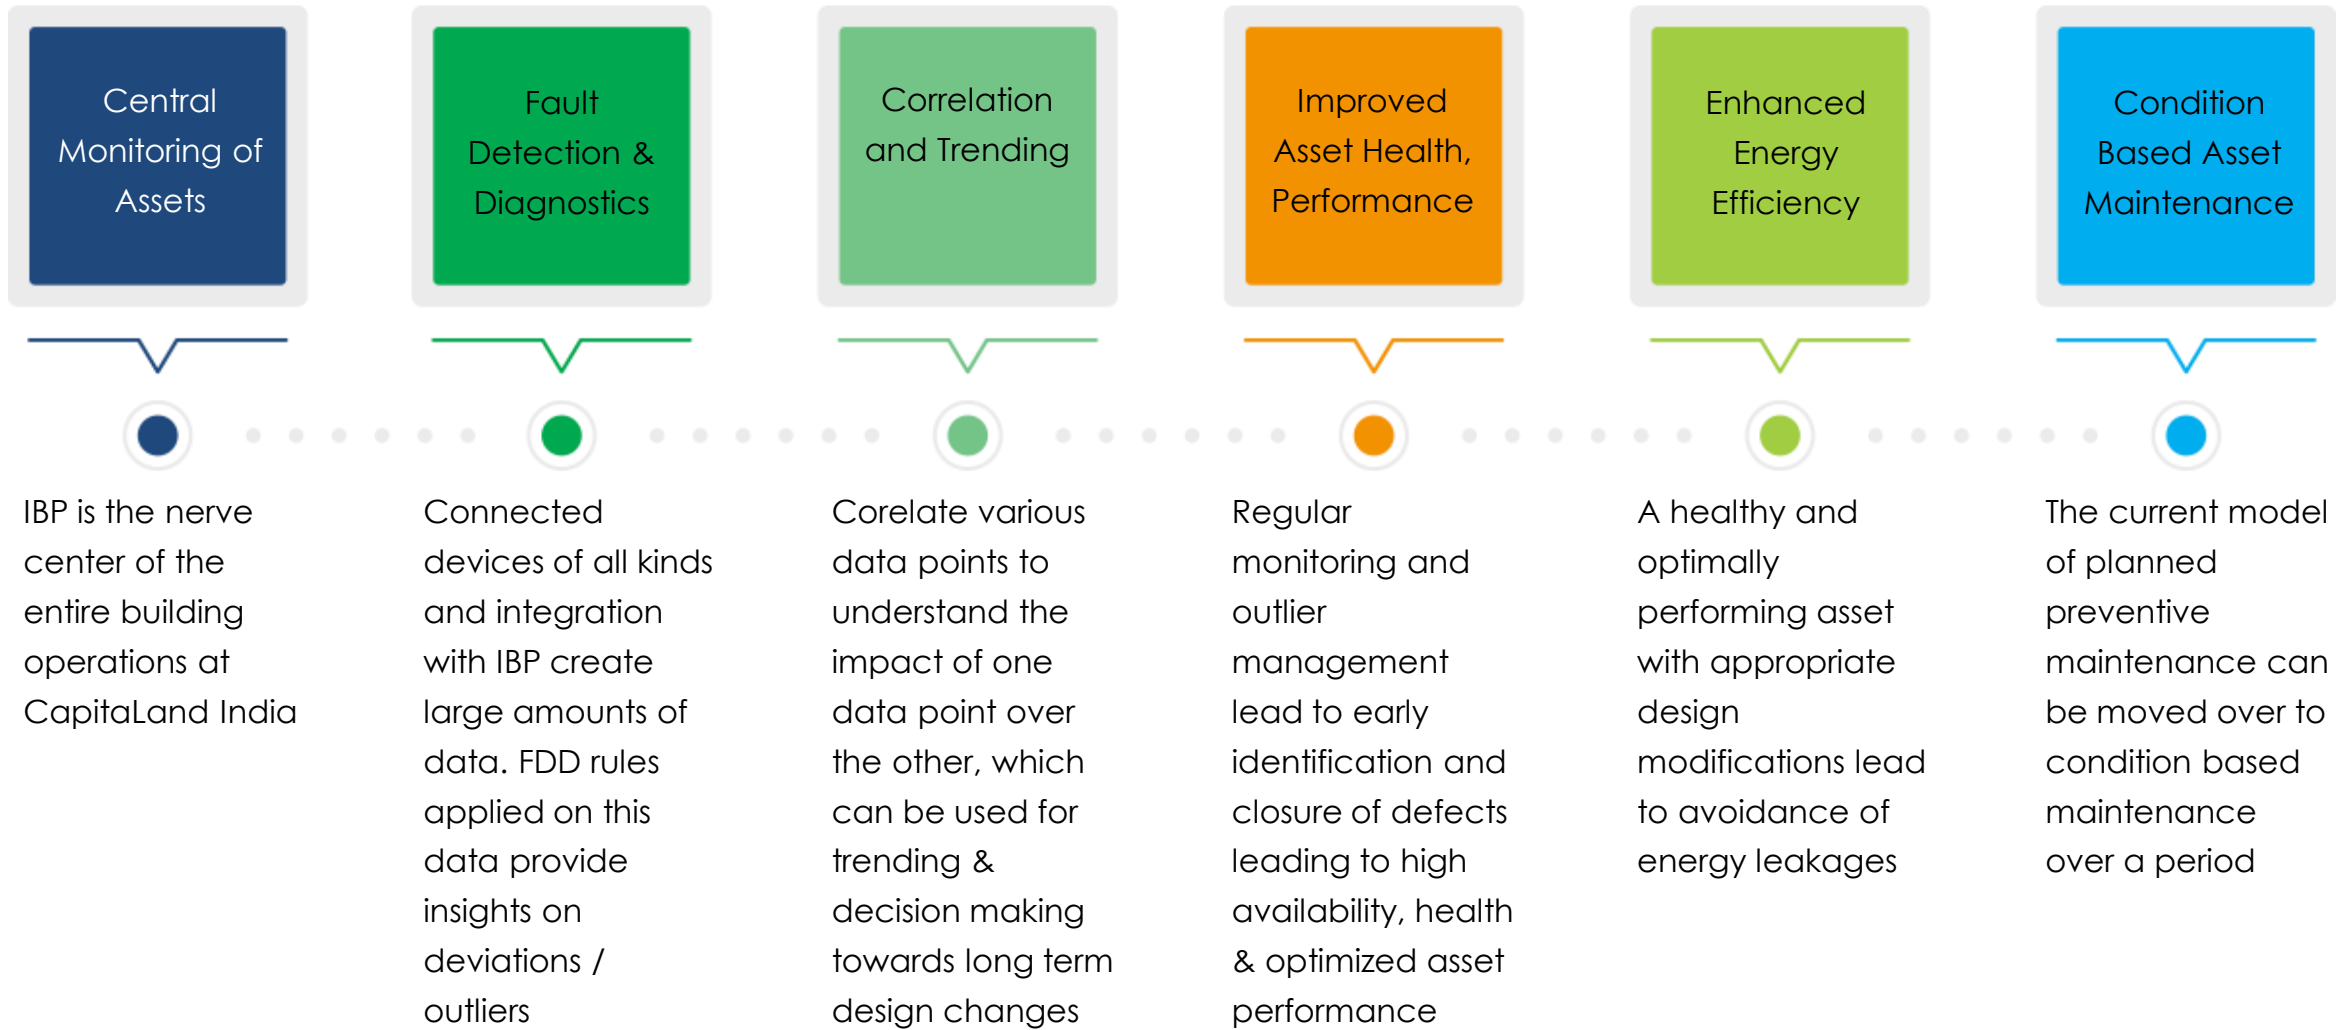 Central
Monitoring of
Assets
Fault
Detection &
Diagnostics
Correlation
and Trending
Improved
Asset Health,
Performance
Enhanced
Energy
Efficiency
Condition
Based Asset
Maintenance
IBP is the nerve
center of the
entire building
operations at
CapitaLand India
Connected
devices of all kinds
and integration
with IBP create
large amounts of
data. FDD rules
applied on this
data provide
insights on
deviations /
outliers
Corelate various
data points to
understand the
impact of one
data point over
the other, which
can be used for
trending &
decision making
towards long term
design changes
Regular
monitoring and
outlier
management
lead to early
identification and
closure of defects
leading to high
availability, health
& optimized asset
performance
A healthy and
optimally
performing asset
with appropriate
design
modifications lead
to avoidance of
energy leakages
The current model
of planned
preventive
maintenance can
be moved over to
condition based
maintenance
over a period